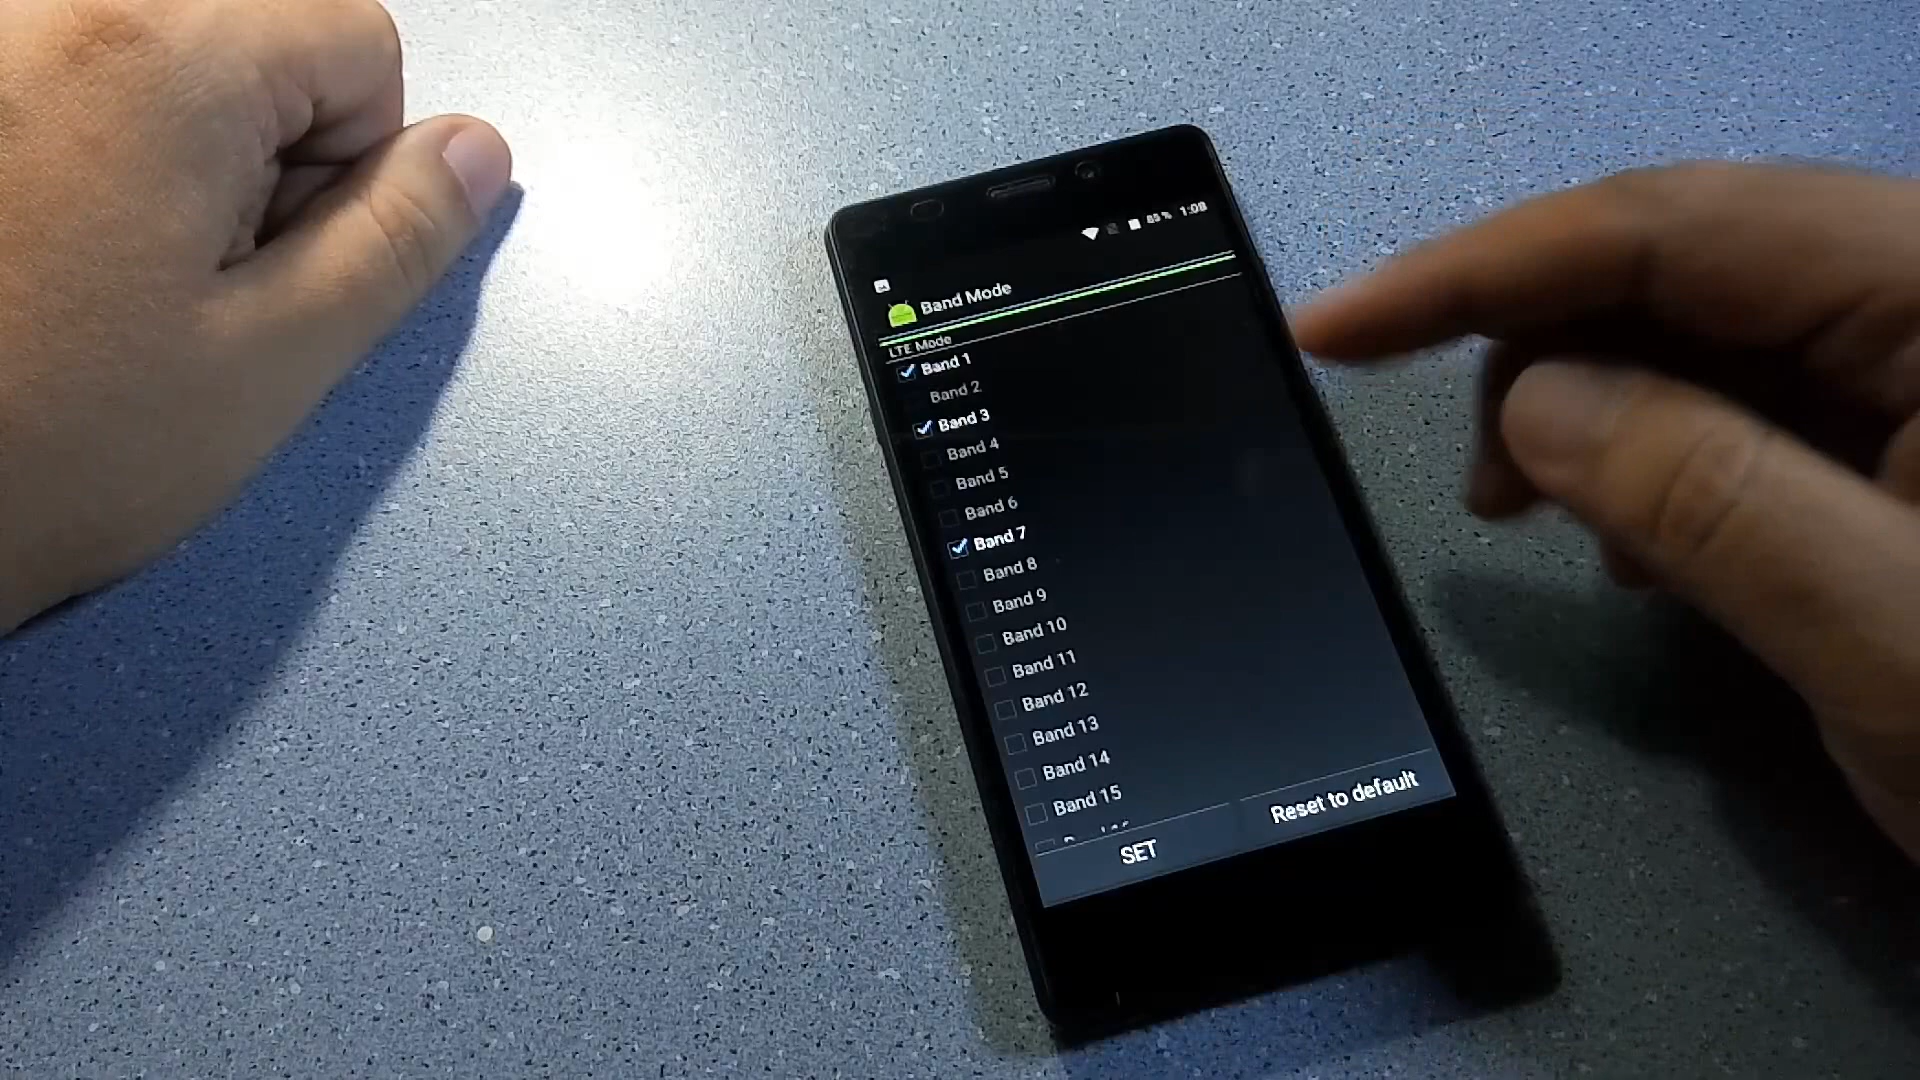 85 % 1:08
Band Mode
LTE Mode
Band 1
Band 2
Band 3
Band 4
Band 5
Band 6
Band 7
Band 8
Band 9
Band 10
Band 11
Band 12
Band 13
Band 14
Band 15
SET
Reset to default